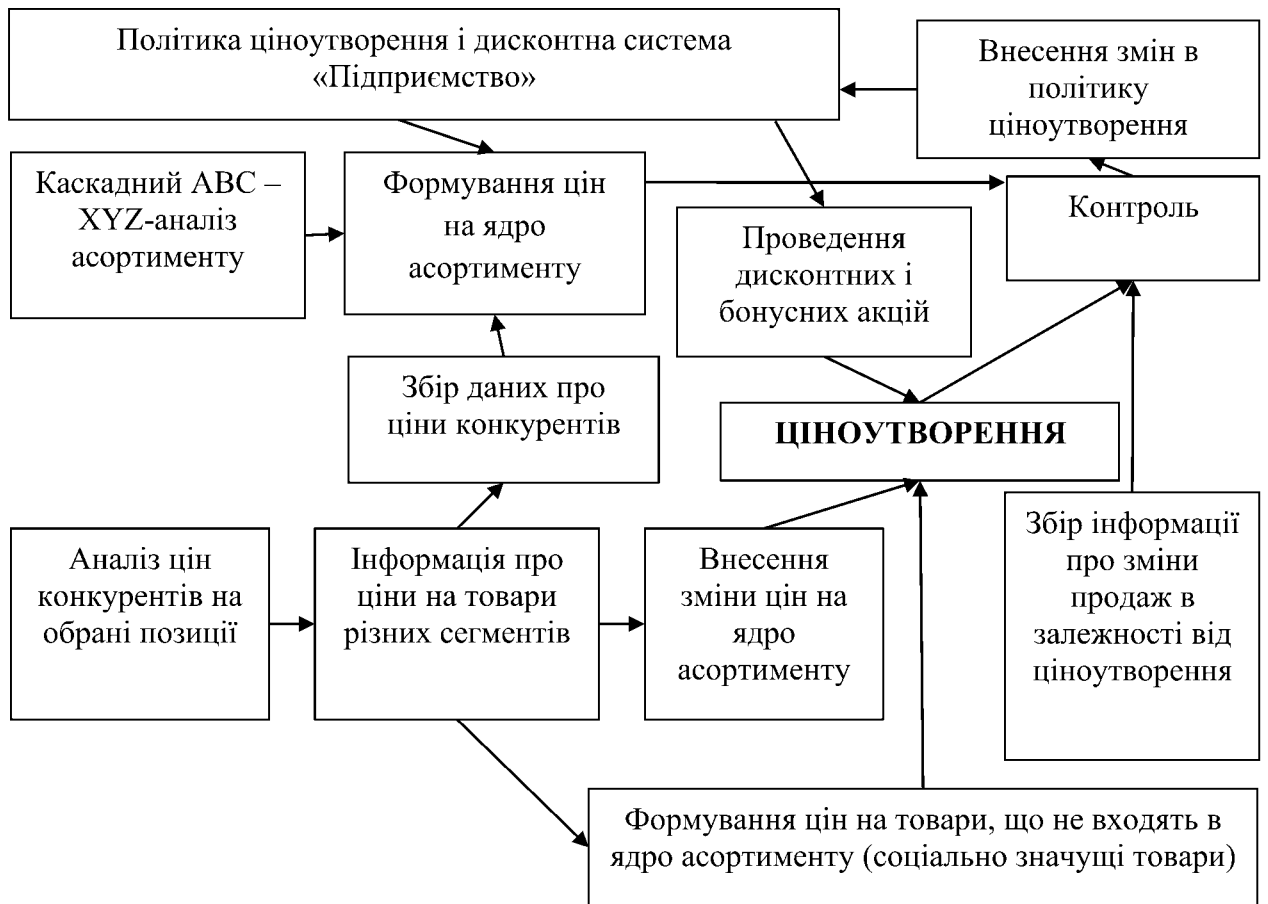 Політика ціноутворення і дисконтна система
«Підприємство»
Внесення змін в
політику
ціноутворення
Каскадний ABC –
XYZ-аналіз
асортименту
Формування цін
на ядро
асортименту
Контроль
Проведення
дисконтних і
бонусних акцій
Збір даних про
ціни конкурентів
ЦІНОУТВОРЕННЯ
Аналіз цін
конкурентів на
обрані позиції
Інформація про
ціни на товари
різних сегментів
Внесення
зміни цін на
ядро
асортименту
Збір інформації
про зміни
продаж в
залежності від
ціноутворення
Формування цін на товари, що не входять в
ядро асортименту (соціально значущі товари)